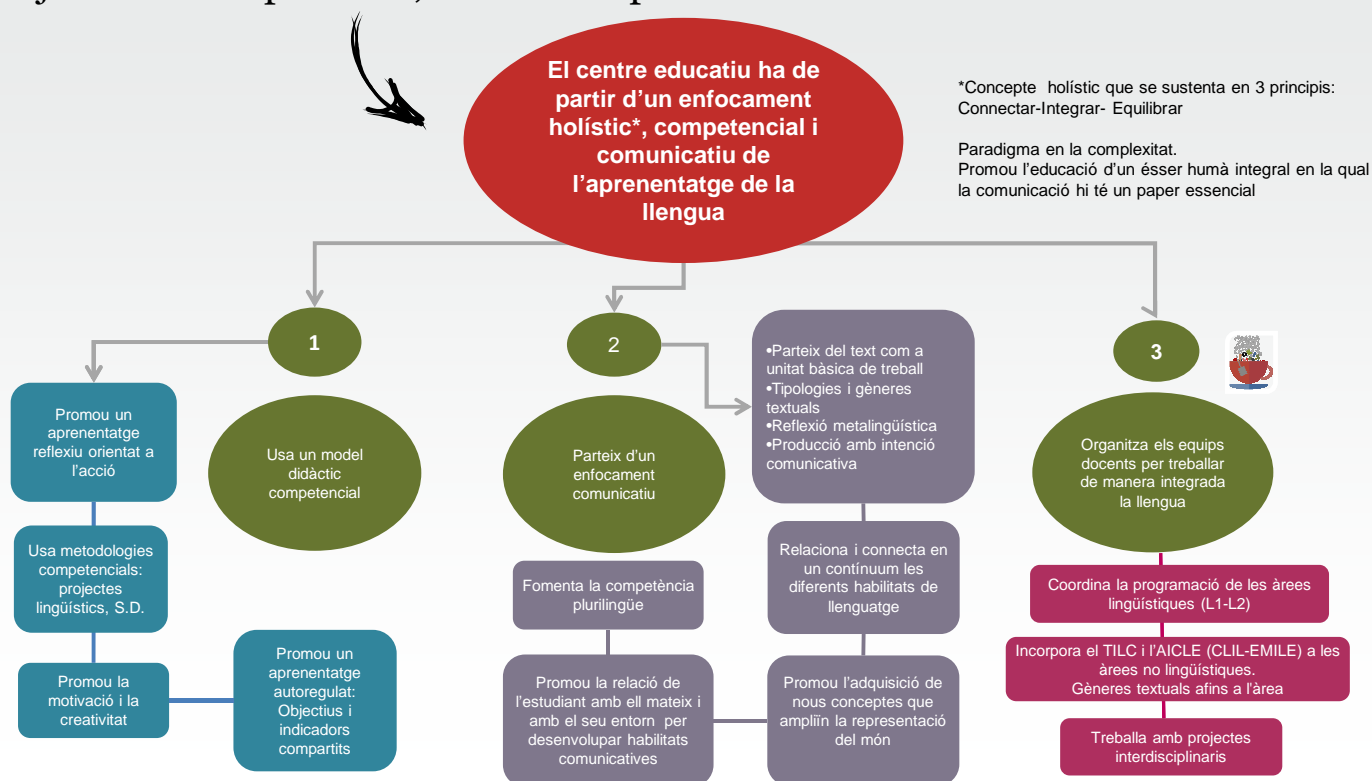 El centre educatiu ha de
partir d’un enfocament
holístic*, competencial i
comunicatiu de
l’aprenentatge de la
llengua
*Concepte holístic que se sustenta en 3 principis:
Connectar-Integrar- Equilibrar
Paradigma en la complexitat.
Promou l’educació d’un ésser humà integral en la qual
la comunicació hi té un paper essencial
1
Promou un
aprenentatge
reflexiu orientat a
l’acció
Usa un model
didàctic
competencial
Usa metodologies
competencials:
projectes
lingüístics, S.D.
Promou la
motivació i la
creativitat
Promou un
aprenentatge
autoregulat:
Objectius i
indicadors
compartits
2
Parteix d’un
enfocament
comunicatiu
•Parteix del text com a
unitat bàsica de treball
•Tipologies i gèneres
textuals
•Reflexió metalingüística
•Producció amb intenció
comunicativa
Relaciona i connecta en
un contínuum les
diferents habilitats de
llenguatge
Promou l’adquisició de
nous conceptes que
ampliïn la representació
del món
Promou la relació de
l’estudiant amb ell mateix i
amb el seu entorn per
desenvolupar habilitats
comunicatives
Fomenta la competència
plurilingüe
3
Organitza els equips
docents per treballar
de manera integrada
la llengua
Coordina la programació de les àrees
lingüístiques (L1-L2)
Incorpora el TILC i l’AICLE (CLIL-EMILE) a les
àrees no lingüístiques.
Gèneres textuals afins a l’àrea
Treballa amb projectes
interdisciplinaris